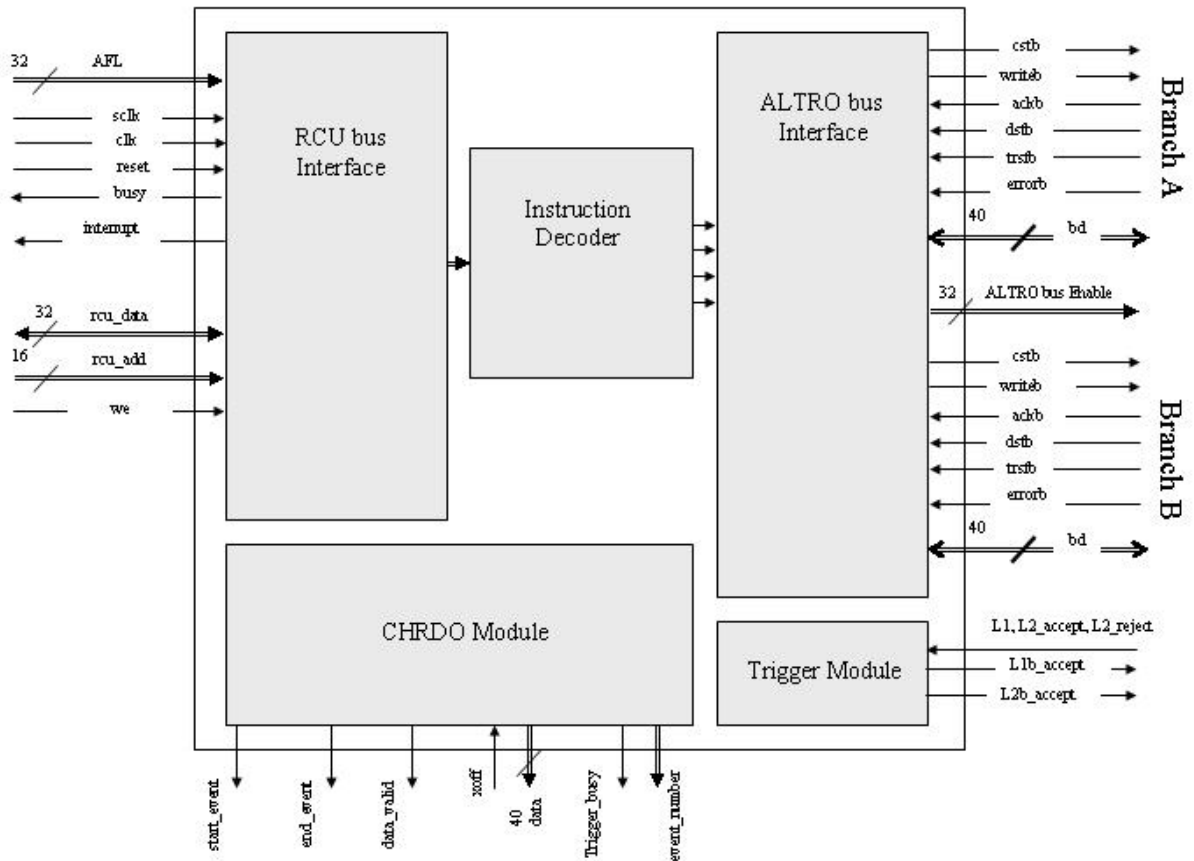 32 AFL
sclk
clk
reset
busy
interrupt
32 rcu_data
16 rcu_add
we
RCU bus
Interface
Instruction
Decoder
ALTRO bus
Interface
cstb
writeb
ackb
dstb
trsfb
errorb
40 bd
Branch A
32 ALTRO bus Enable
cstb
writeb
ackb
dstb
trsfb
errorb
40 bd
Branch B
CHRDO Module
Trigger Module
L1, L2_accept, L2_reject
L1b_accept
L2b_accept
start_event
end_event
data_valid
xoff
40
data
Trigger_busy
event_number